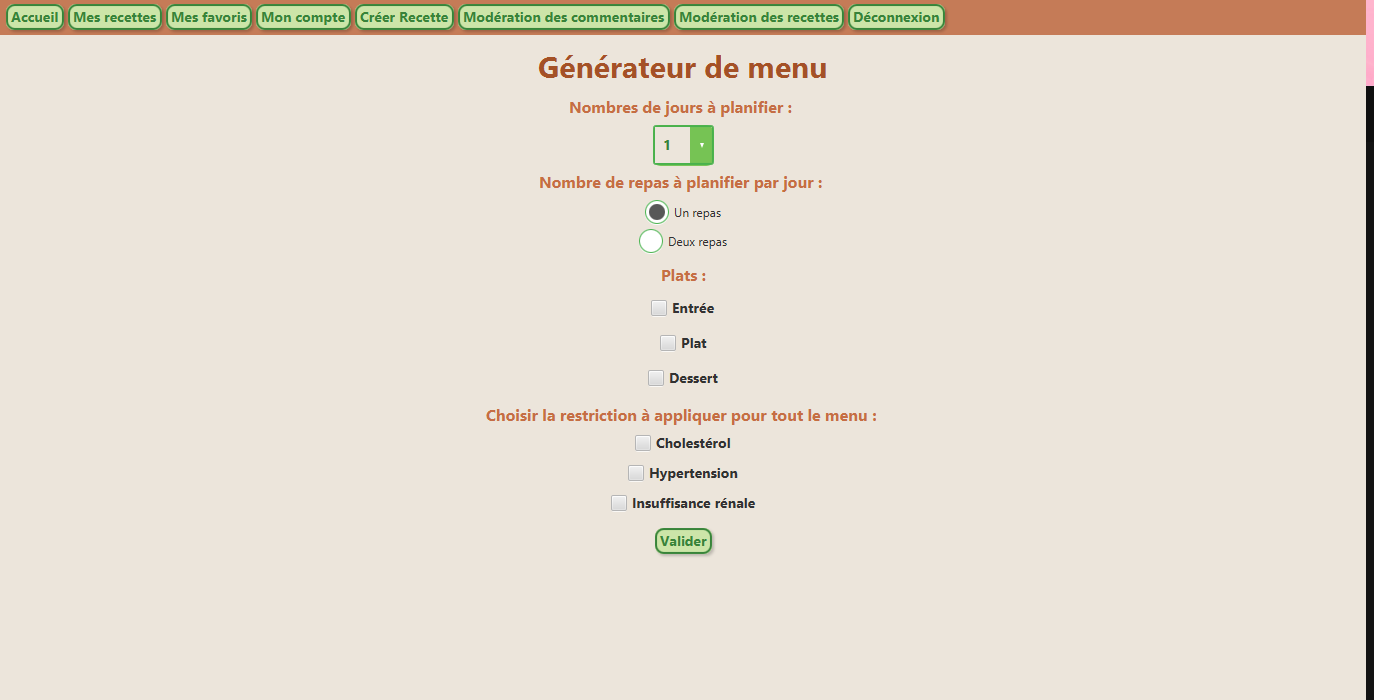 Accueil Mes recettes Mes favoris Mon compte Créer Recette Modération des commentaires Modération des recettes Déconnexion
Générateur de menu
Nombres de jours à planifier :
1
Nombre de repas à planifier par jour :
Un repas
Deux repas
Plats :
Entrée
Plat
Dessert
Choisir la restriction à appliquer pour tout le menu :
Cholestérol
Hypertension
Insuffisance rénale
Valider